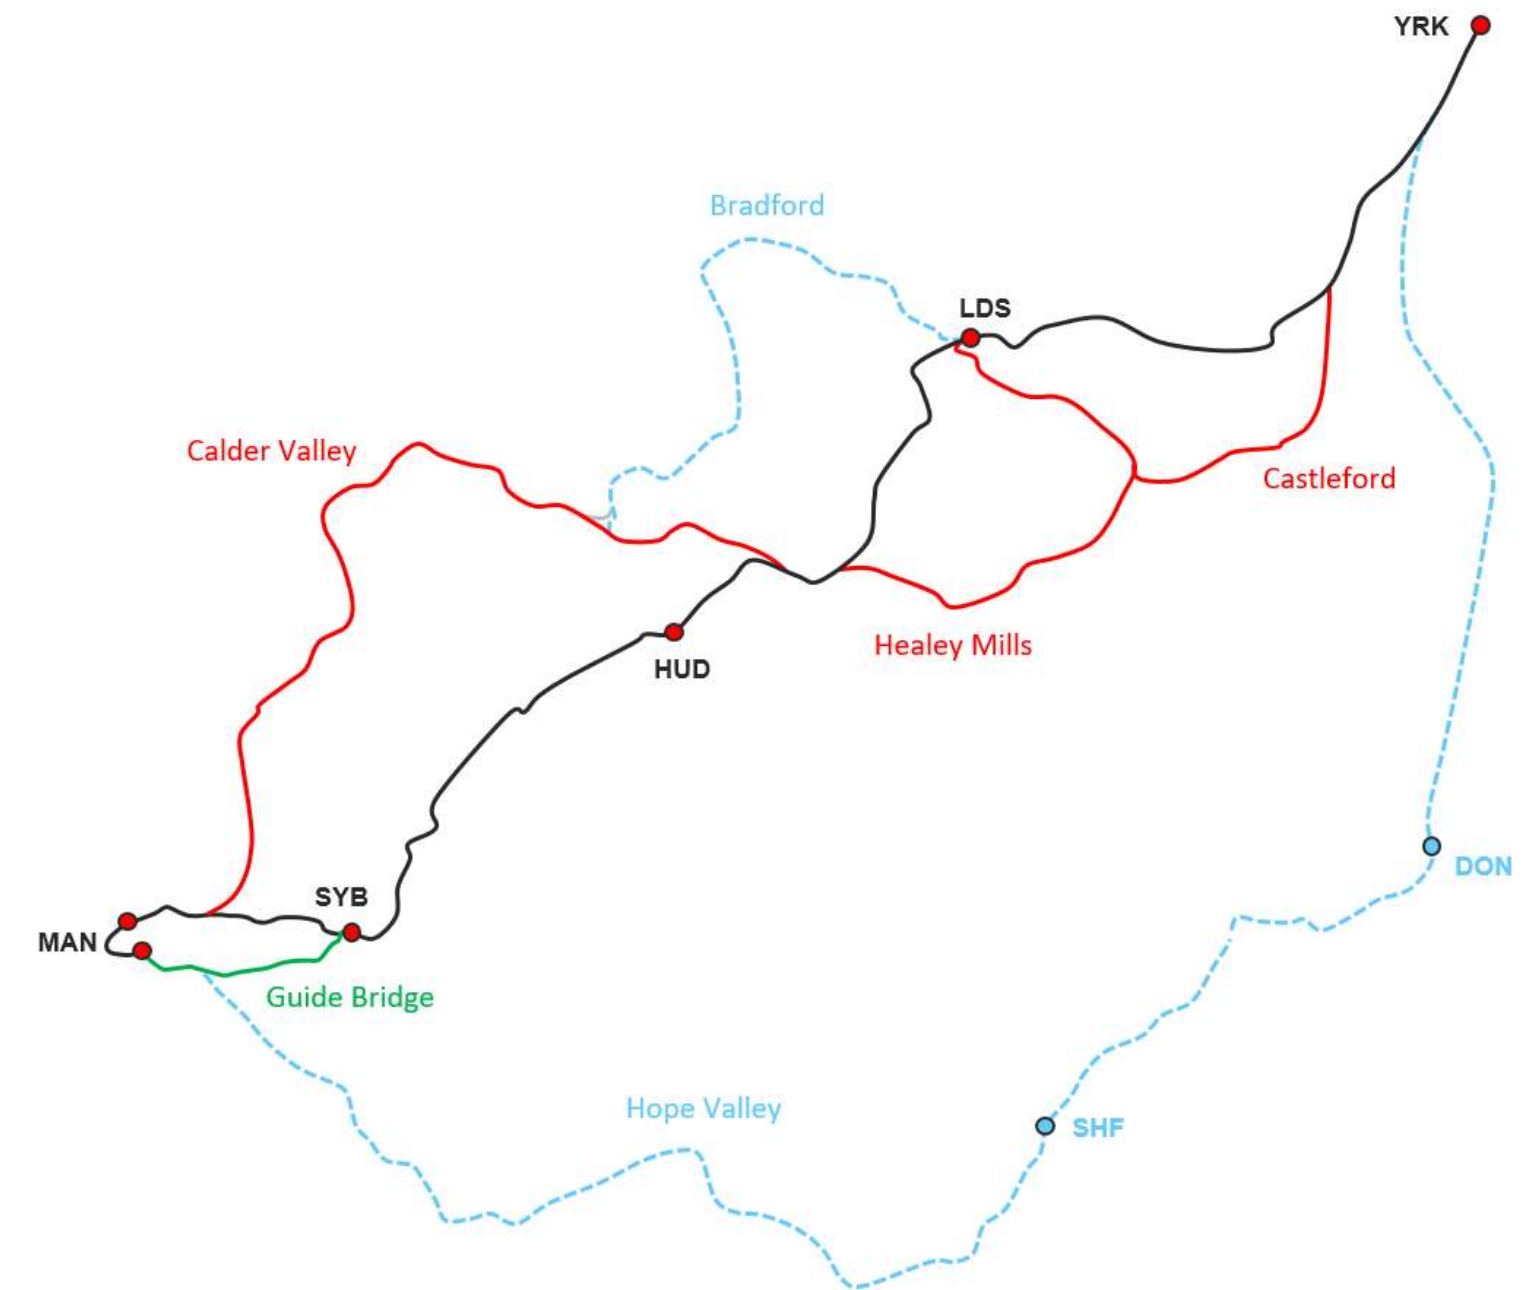 YRK
Bradford
LDS
Calder Valley
Castleford
Healey Mills
HUD
DON
SYB
MAN
Guide Bridge
Hope Valley
SHF